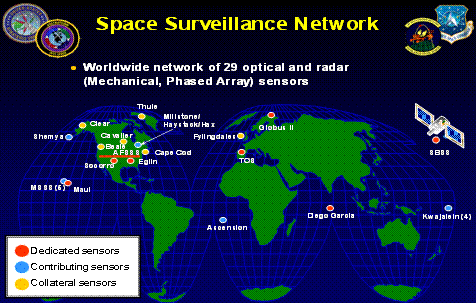 Space Surveillance Network
Worldwide network of 29 optical and radar
(Mechanical, Phased Array) sensors
Thule
Millstone/
Haystack/Hax
Clear
Globus II
Shemya
Cavalier
Fylingdales
Beale
AFSSS
Cape Cod
SBSS
TOS
Socorro
Eglin
MSSS (5)
Maui
Diego Garcia
Kwajalein (4)
Ascension
Dedicated sensors
Contributing sensors
Collateral sensors